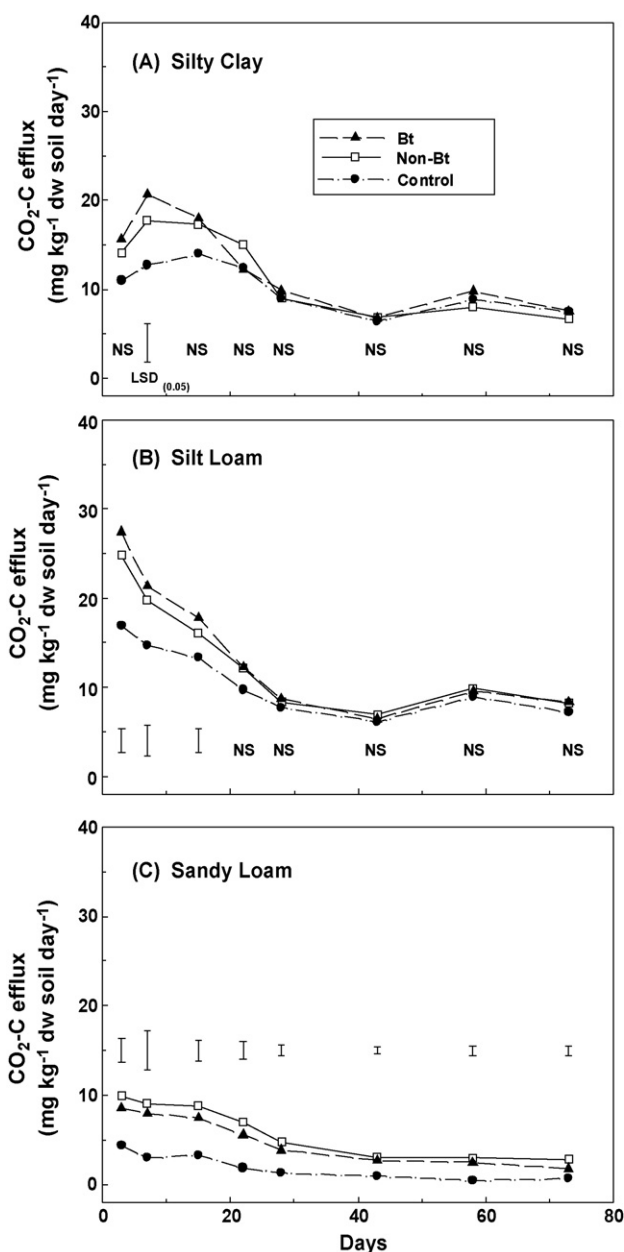 40
(A) Silty Clay
30
Bt
Non-Bt
Control
20
10
0
CO₂-C efflux
(mg kg⁻¹ dw soil day⁻¹)
NS NS NS NS NS NS NS
LSD (0.05)
40
(B) Silt Loam
30
20
10
0
CO₂-C efflux
(mg kg⁻¹ dw soil day⁻¹)
NS NS NS NS NS
40
(C) Sandy Loam
30
20
10
0
CO₂-C efflux
(mg kg⁻¹ dw soil day⁻¹)
0 20 40 60 80
Days